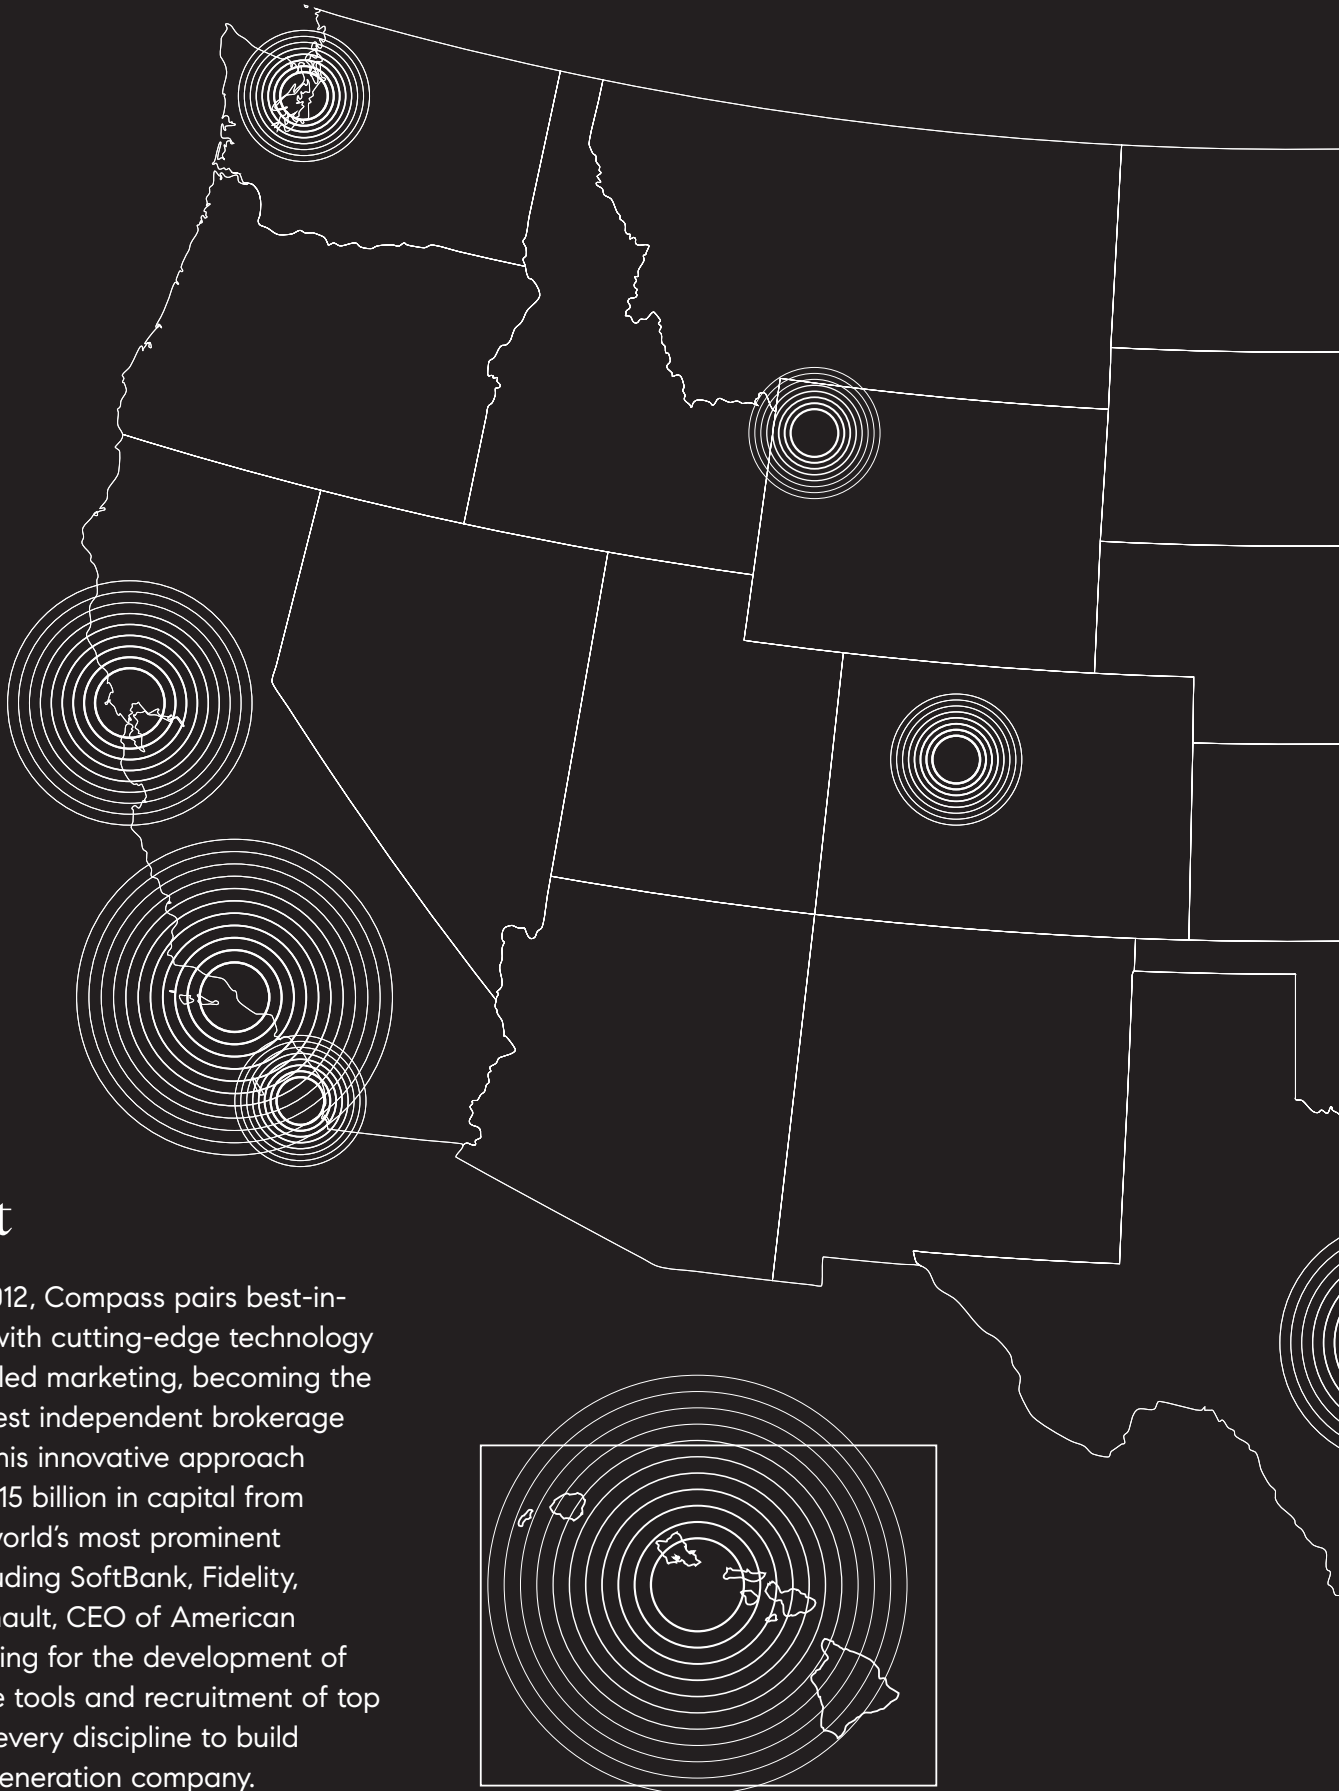 t
012, Compass pairs best-in-
with cutting-edge technology
led marketing, becoming the
est independent brokerage
his innovative approach
15 billion in capital from
world's most prominent
uding SoftBank, Fidelity,
nault, CEO of American
ing for the development of
e tools and recruitment of top
every discipline to build
eneration company.